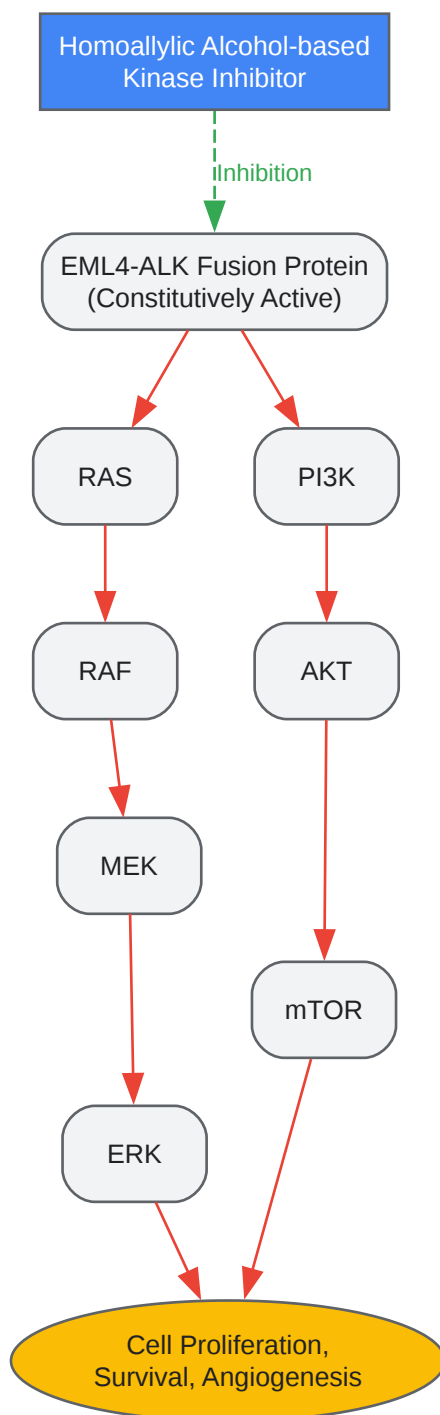 Homoallylic Alcohol-based
Kinase Inhibitor
Inhibition
EML4-ALK Fusion Protein
(Constitutively Active)
RAS
PI3K
RAF
AKT
MEK
mTOR
ERK
Cell Proliferation,
Survival, Angiogenesis